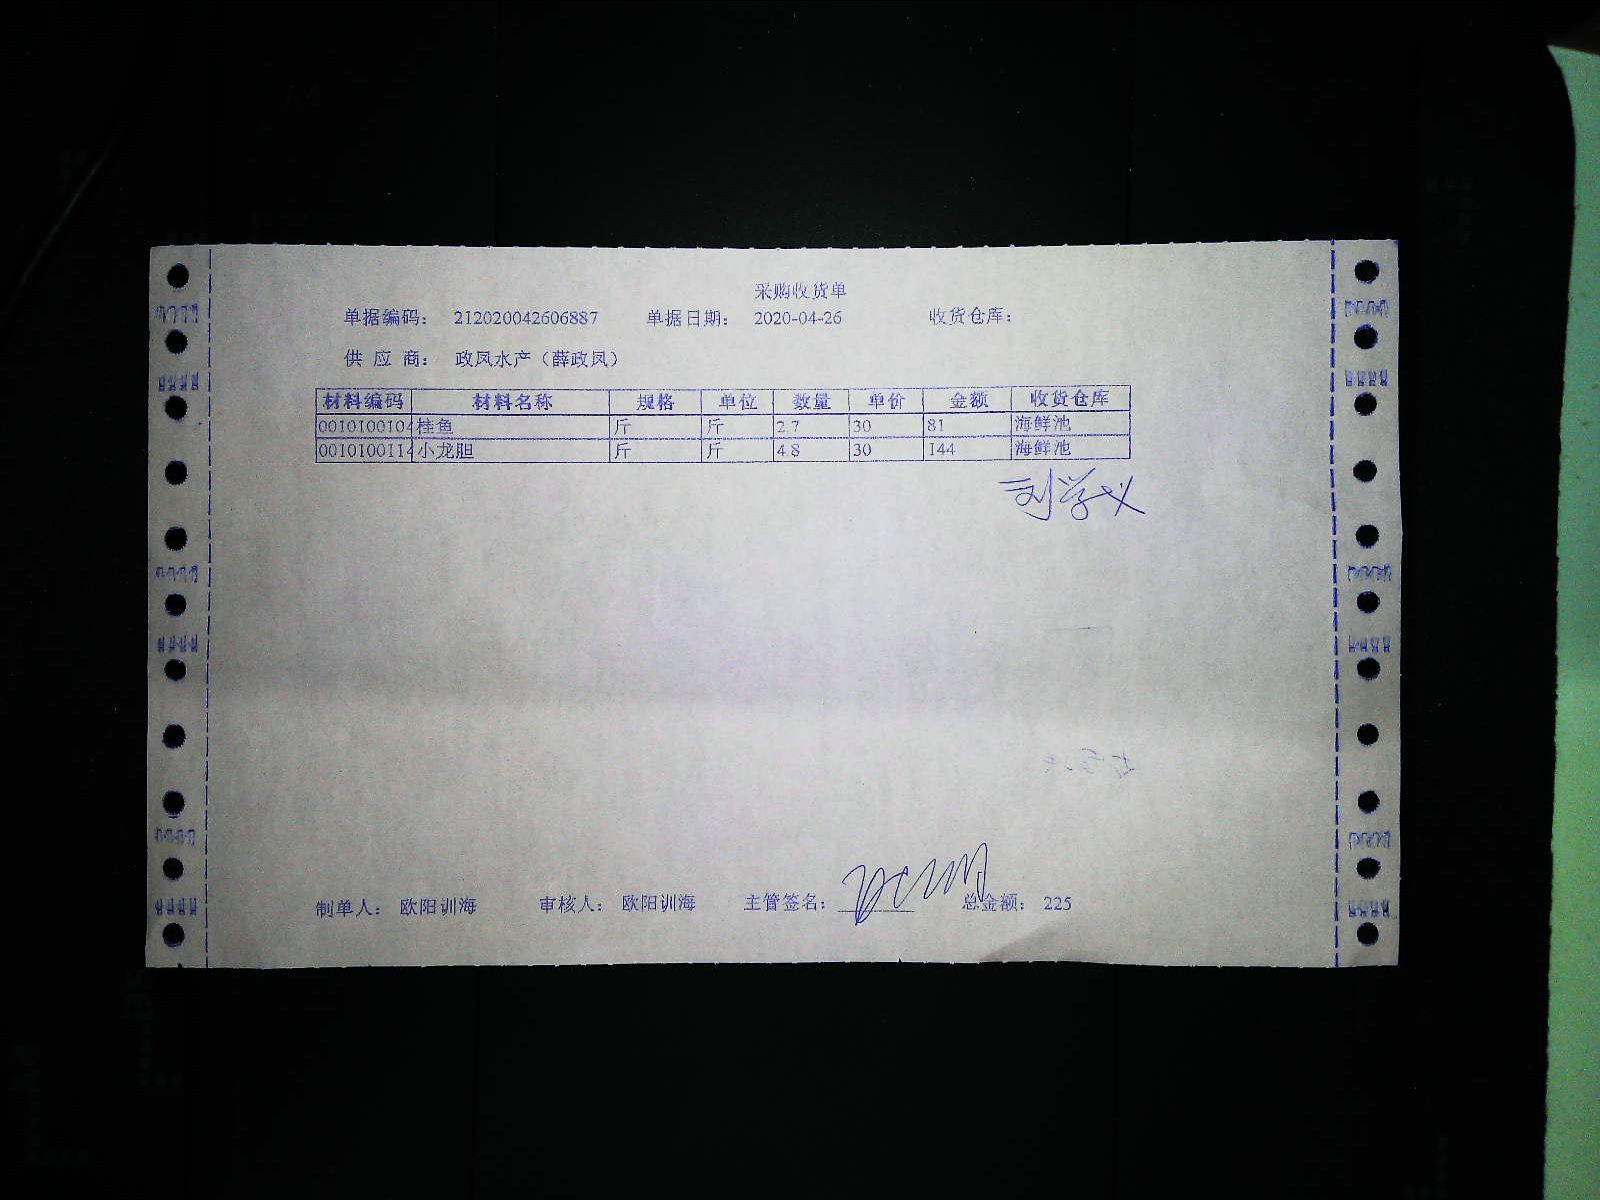 采购收货单
单据编码： 212020042606887 单据日期： 2020-04-26 收货仓库：
供 应 商： 政凤水产（薛政凤）
材料编码 材料名称 规格 单位 数量 单价 金额 收货仓库
0010100104 桂鱼 斤 斤 2.7 30 81 海鲜池
0010100114 小龙胆 斤 斤 4.8 30 144 海鲜池
刘学义
制单人： 欧阳训海 审核人： 欧阳训海 主管签名： 总金额： 225